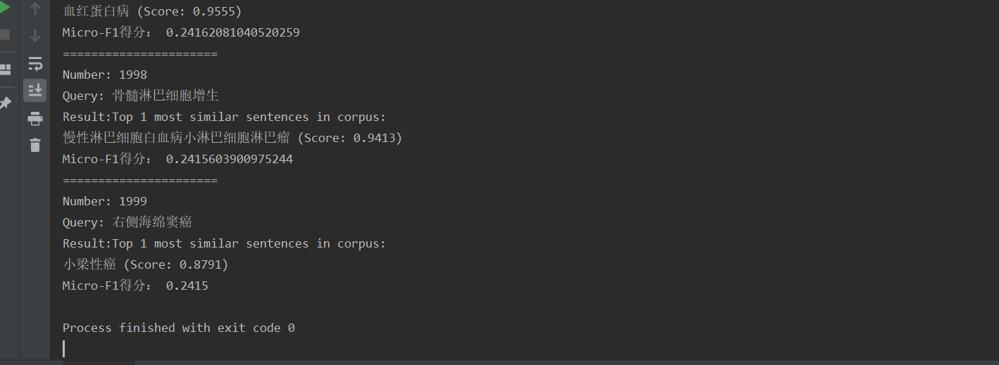 血红蛋白病 (Score: 0.9555)
Micro-F1得分： 0.24162081040520259
======================
Number: 1998
Query: 骨髓淋巴细胞增生
Result:Top 1 most similar sentences in corpus:
慢性淋巴细胞白血病小淋巴细胞淋巴瘤 (Score: 0.9413)
Micro-F1得分： 0.2415603900975244
======================
Number: 1999
Query: 右侧海绵窦癌
Result:Top 1 most similar sentences in corpus:
小梁性癌 (Score: 0.8791)
Micro-F1得分： 0.2415
Process finished with exit code 0